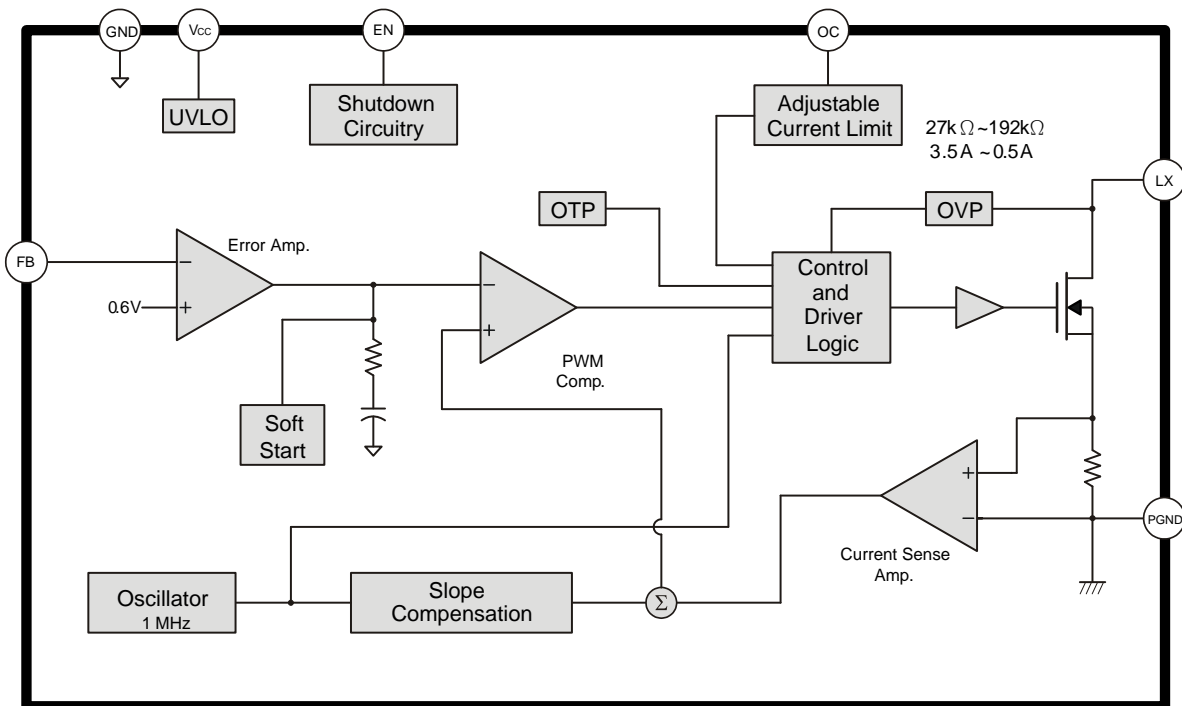 GND
Vcc
EN
OC
UVLO
Shutdown
Circuitry
Adjustable
Current Limit
27kΩ~192kΩ
3.5A ~0.5A
LX
OTP
OVP
FB
Error Amp.
−
0.6V
+
−
+
PWM
Comp.
Control
and
Driver
Logic
Soft
Start
+
−
PGND
Current Sense
Amp.
Oscillator
1 MHz
Slope
Compensation
Σ